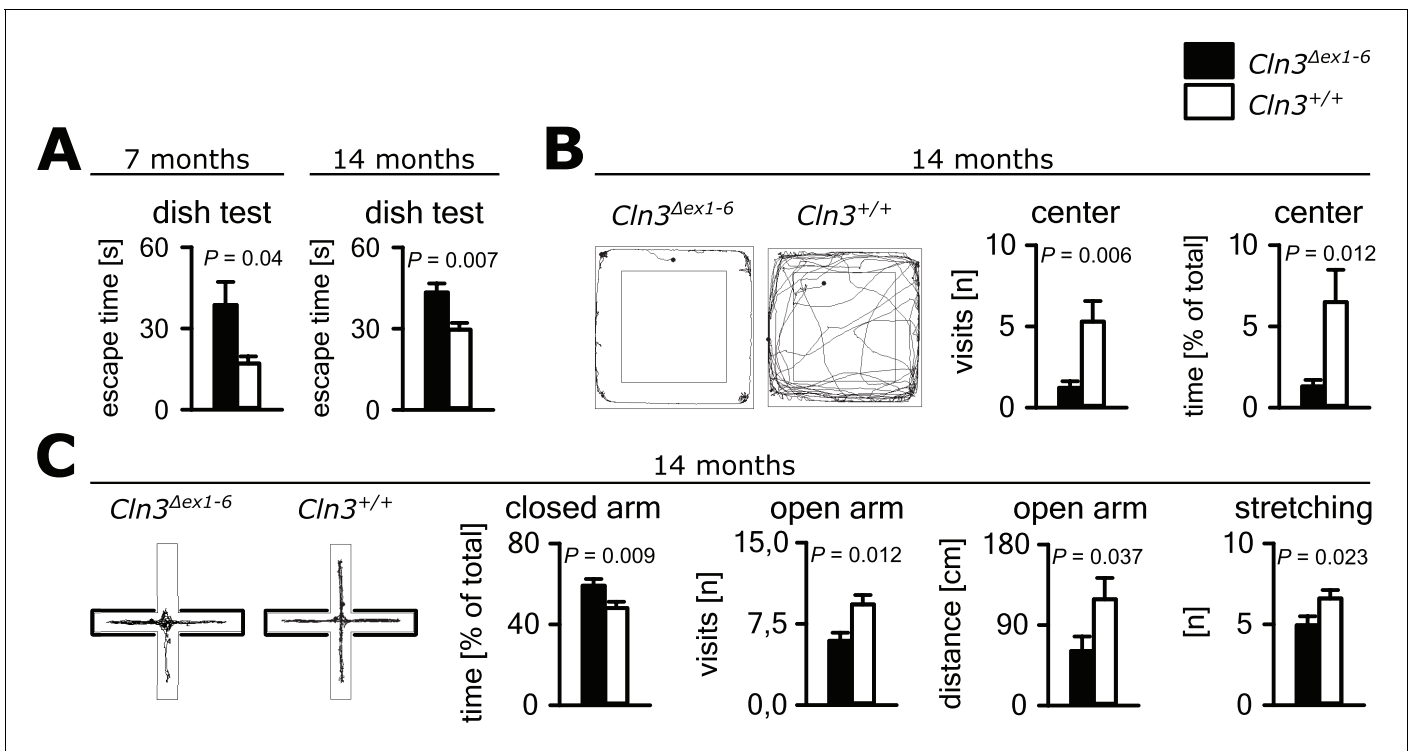 Cln3Δex1-6
Cln3+/+
A
7 months
14 months
dish test
escape time [s]
60
30
0
P = 0.04
dish test
escape time [s]
60
30
0
P = 0.007
B
14 months
Cln3Δex1-6
Cln3+/+
center
visits [n]
10
5
0
P = 0.006
center
time [% of total]
10
5
0
P = 0.012
C
14 months
Cln3Δex1-6
Cln3+/+
closed arm
time [% of total]
80
40
0
P = 0.009
open arm
visits [n]
15,0
7,5
0,0
P = 0.012
open arm
distance [cm]
180
90
0
P = 0.037
stretching
[n]
10
5
0
P = 0.023